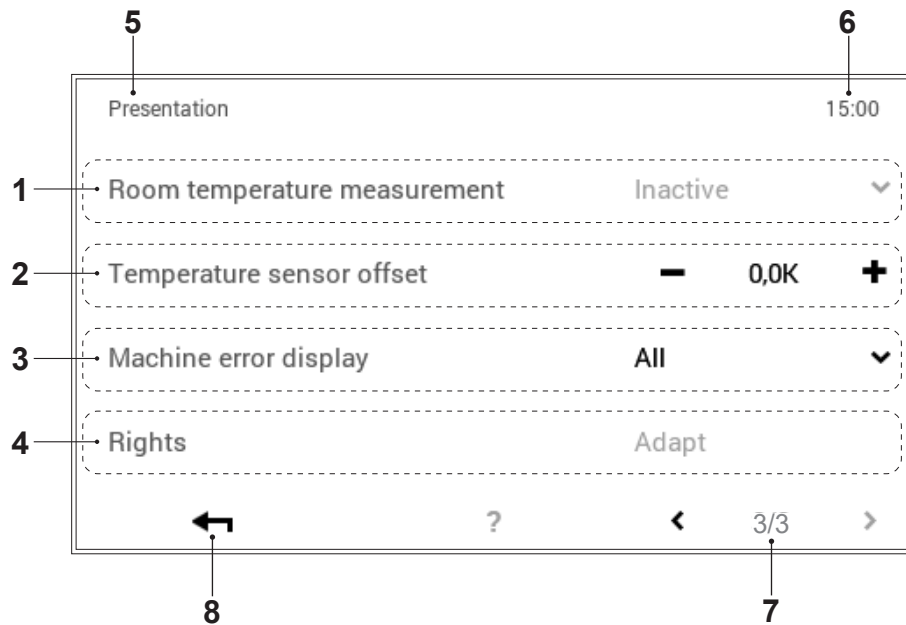 5 6
Presentation 15:00
1 Room temperature measurement Inactive
2 Temperature sensor offset − 0,0K +
3 Machine error display All
4 Rights Adapt
? < 3/3 >
8 7